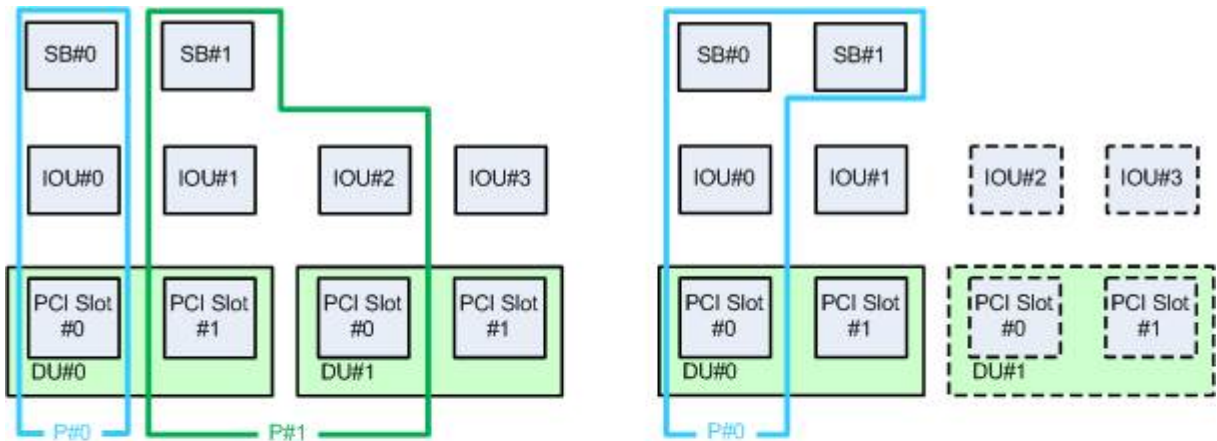 SB#0
SB#1
IOU#0
IOU#1
IOU#2
IOU#3
PCI Slot
#0
PCI Slot
#1
DU#0
PCI Slot
#0
PCI Slot
#1
DU#1
P#0
P#1
SB#0
SB#1
IOU#0
IOU#1
IOU#2
IOU#3
PCI Slot
#0
PCI Slot
#1
DU#0
PCI Slot
#0
PCI Slot
#1
DU#1
P#0